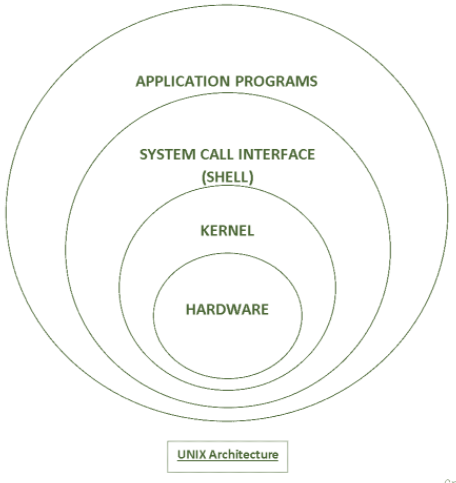 APPLICATION PROGRAMS
SYSTEM CALL INTERFACE
(SHELL)
KERNEL
HARDWARE
UNIX Architecture